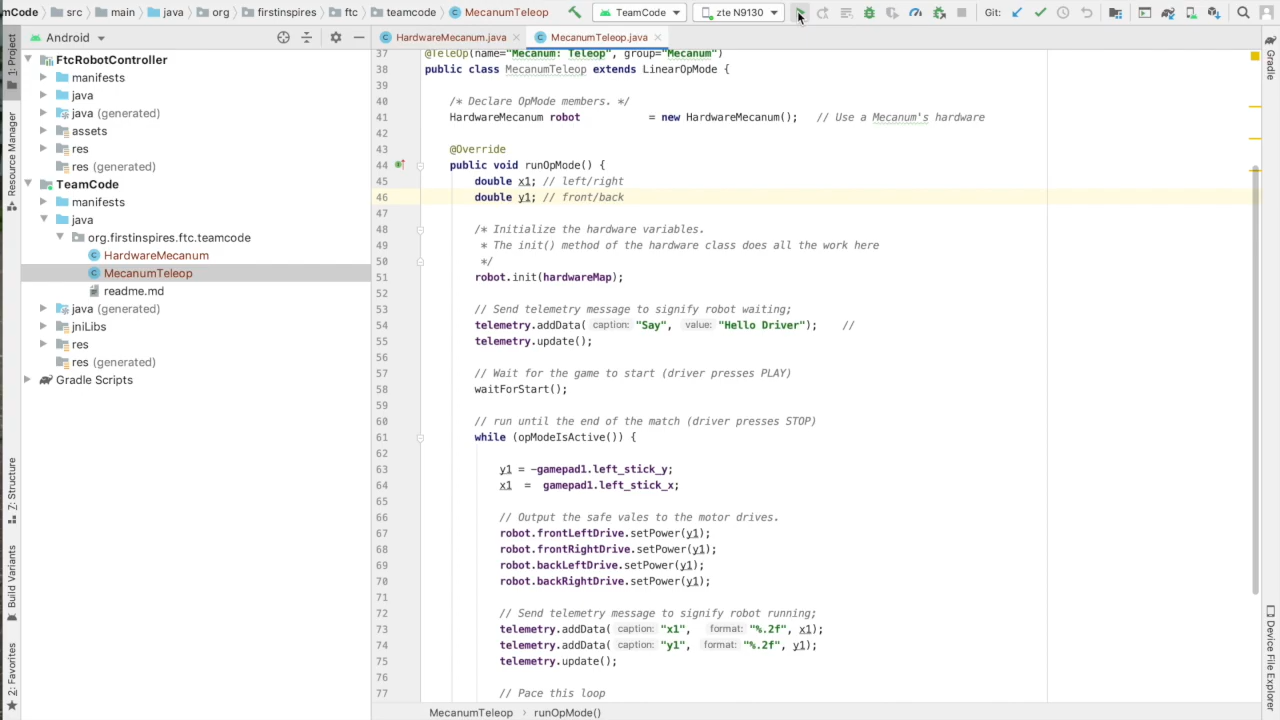 mCode src main java org firstinspires ftc teamcode MecanumTeleop TeamCode zte N9130 Git:
1: Project
Resource Manager
Z: Structure
Build Variants
2: Favorites
Android
FtcRobotController
manifests
java
java (generated)
assets
res
res (generated)
TeamCode
manifests
java
org.firstinspires.ftc.teamcode
HardwareMecanum
MecanumTeleop
readme.md
java (generated)
jniLibs
res
res (generated)
Gradle Scripts
HardwareMecanum.java MecanumTeleop.java
37 @TeleOp(name="Mecanum: Teleop", group="Mecanum")
38 public class MecanumTeleop extends LinearOpMode {
39
40 /* Declare OpMode members. */
41 HardwareMecanum robot = new HardwareMecanum(); // Use a Mecanum's hardware
42
43 @Override
44 public void runOpMode() {
45 double x1; // left/right
46 double y1; // front/back
47
48 /* Initialize the hardware variables.
49 * The init() method of the hardware class does all the work here
50 */
51 robot.init(hardwareMap);
52
53 // Send telemetry message to signify robot waiting;
54 telemetry.addData( caption: "Say", value: "Hello Driver"); //
55 telemetry.update();
56
57 // Wait for the game to start (driver presses PLAY)
58 waitForStart();
59
60 // run until the end of the match (driver presses STOP)
61 while (opModeIsActive()) {
62
63 y1 = -gamepad1.left_stick_y;
64 x1 = gamepad1.left_stick_x;
65
66 // Output the safe vales to the motor drives.
67 robot.frontLeftDrive.setPower(y1);
68 robot.frontRightDrive.setPower(y1);
69 robot.backLeftDrive.setPower(y1);
70 robot.backRightDrive.setPower(y1);
71
72 // Send telemetry message to signify robot running;
73 telemetry.addData( caption: "x1", format: "%.2f", x1);
74 telemetry.addData( caption: "y1", format: "%.2f", y1);
75 telemetry.update();
76
77 // Pace this loop
MecanumTeleop runOpMode()
Gradle
Device File Explorer